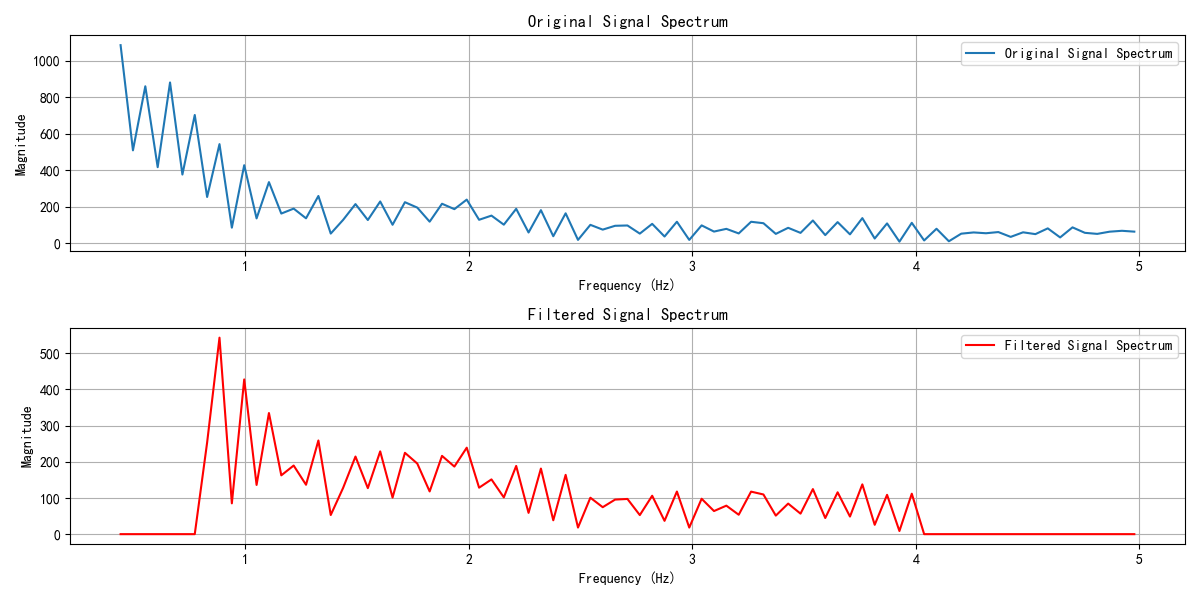 Original Signal Spectrum
Original Signal Spectrum
Magnitude
1000
800
600
400
200
0
1 2 3 4 5
Frequency (Hz)
Filtered Signal Spectrum
Filtered Signal Spectrum
Magnitude
500
400
300
200
100
0
1 2 3 4 5
Frequency (Hz)